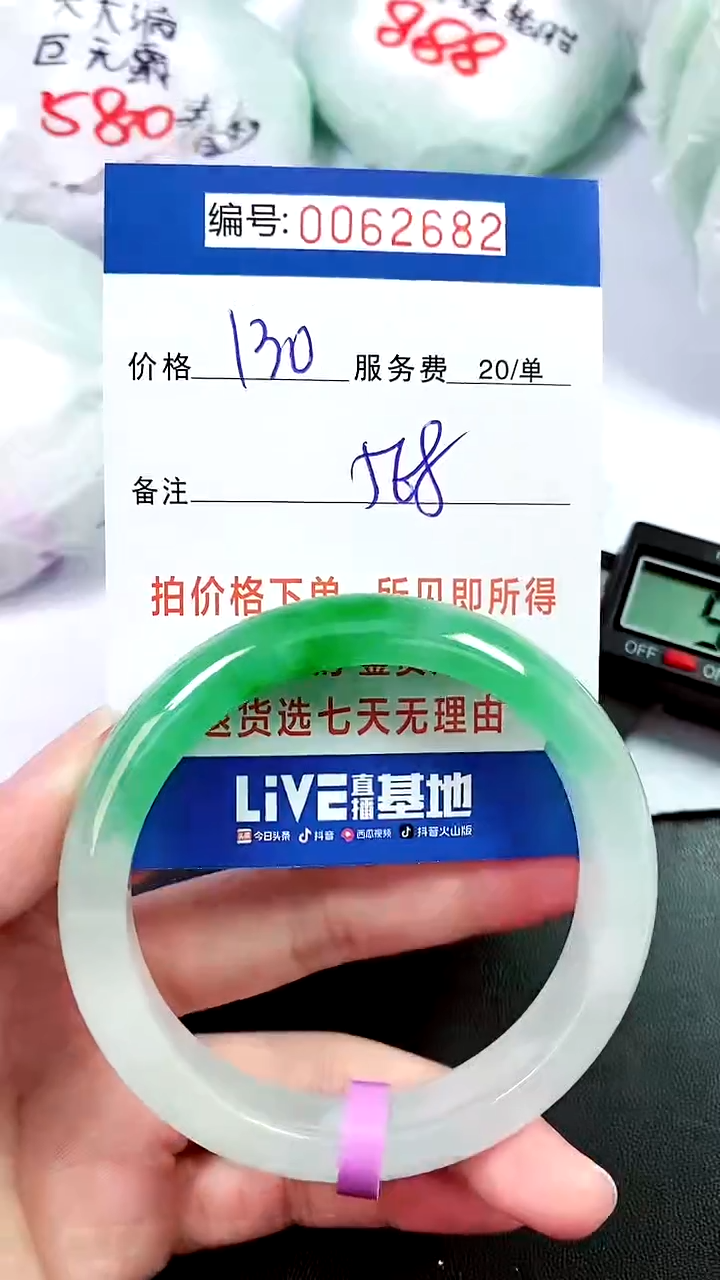 巨无霸
580
888
编号:0062682
价格 130 服务费 20/单
备注 568
拍价格下单 所见即所得
退货选七天无理由
LiVE直播基地
头条 今日头条 抖音 西瓜视频 抖音火山版
OFF